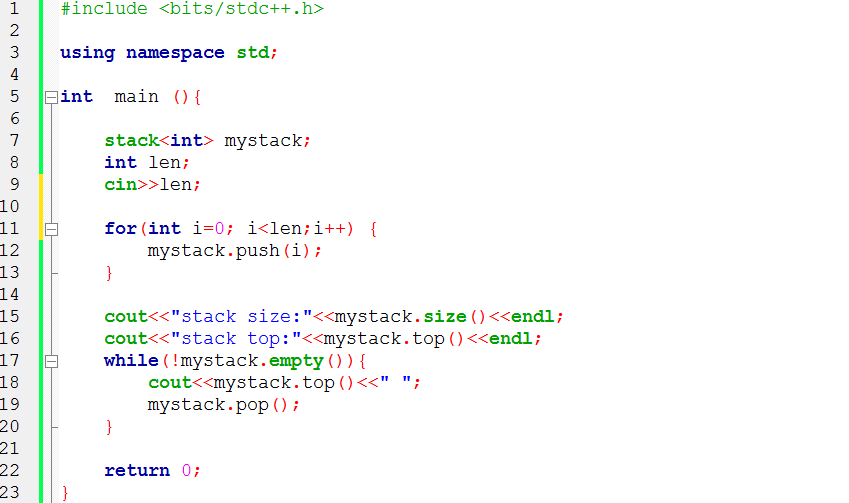 1 #include <bits/stdc++.h>
2
3 using namespace std;
4
5 int  main (){
6
7     stack<int> mystack;
8     int len;
9     cin>>len;
10
11     for(int i=0; i<len;i++) {
12         mystack.push(i);
13     }
14
15     cout<<"stack size:"<<mystack.size()<<endl;
16     cout<<"stack top:"<<mystack.top()<<endl;
17     while(!mystack.empty()){
18         cout<<mystack.top()<<" ";
19         mystack.pop();
20     }
21
22     return 0;
23 }